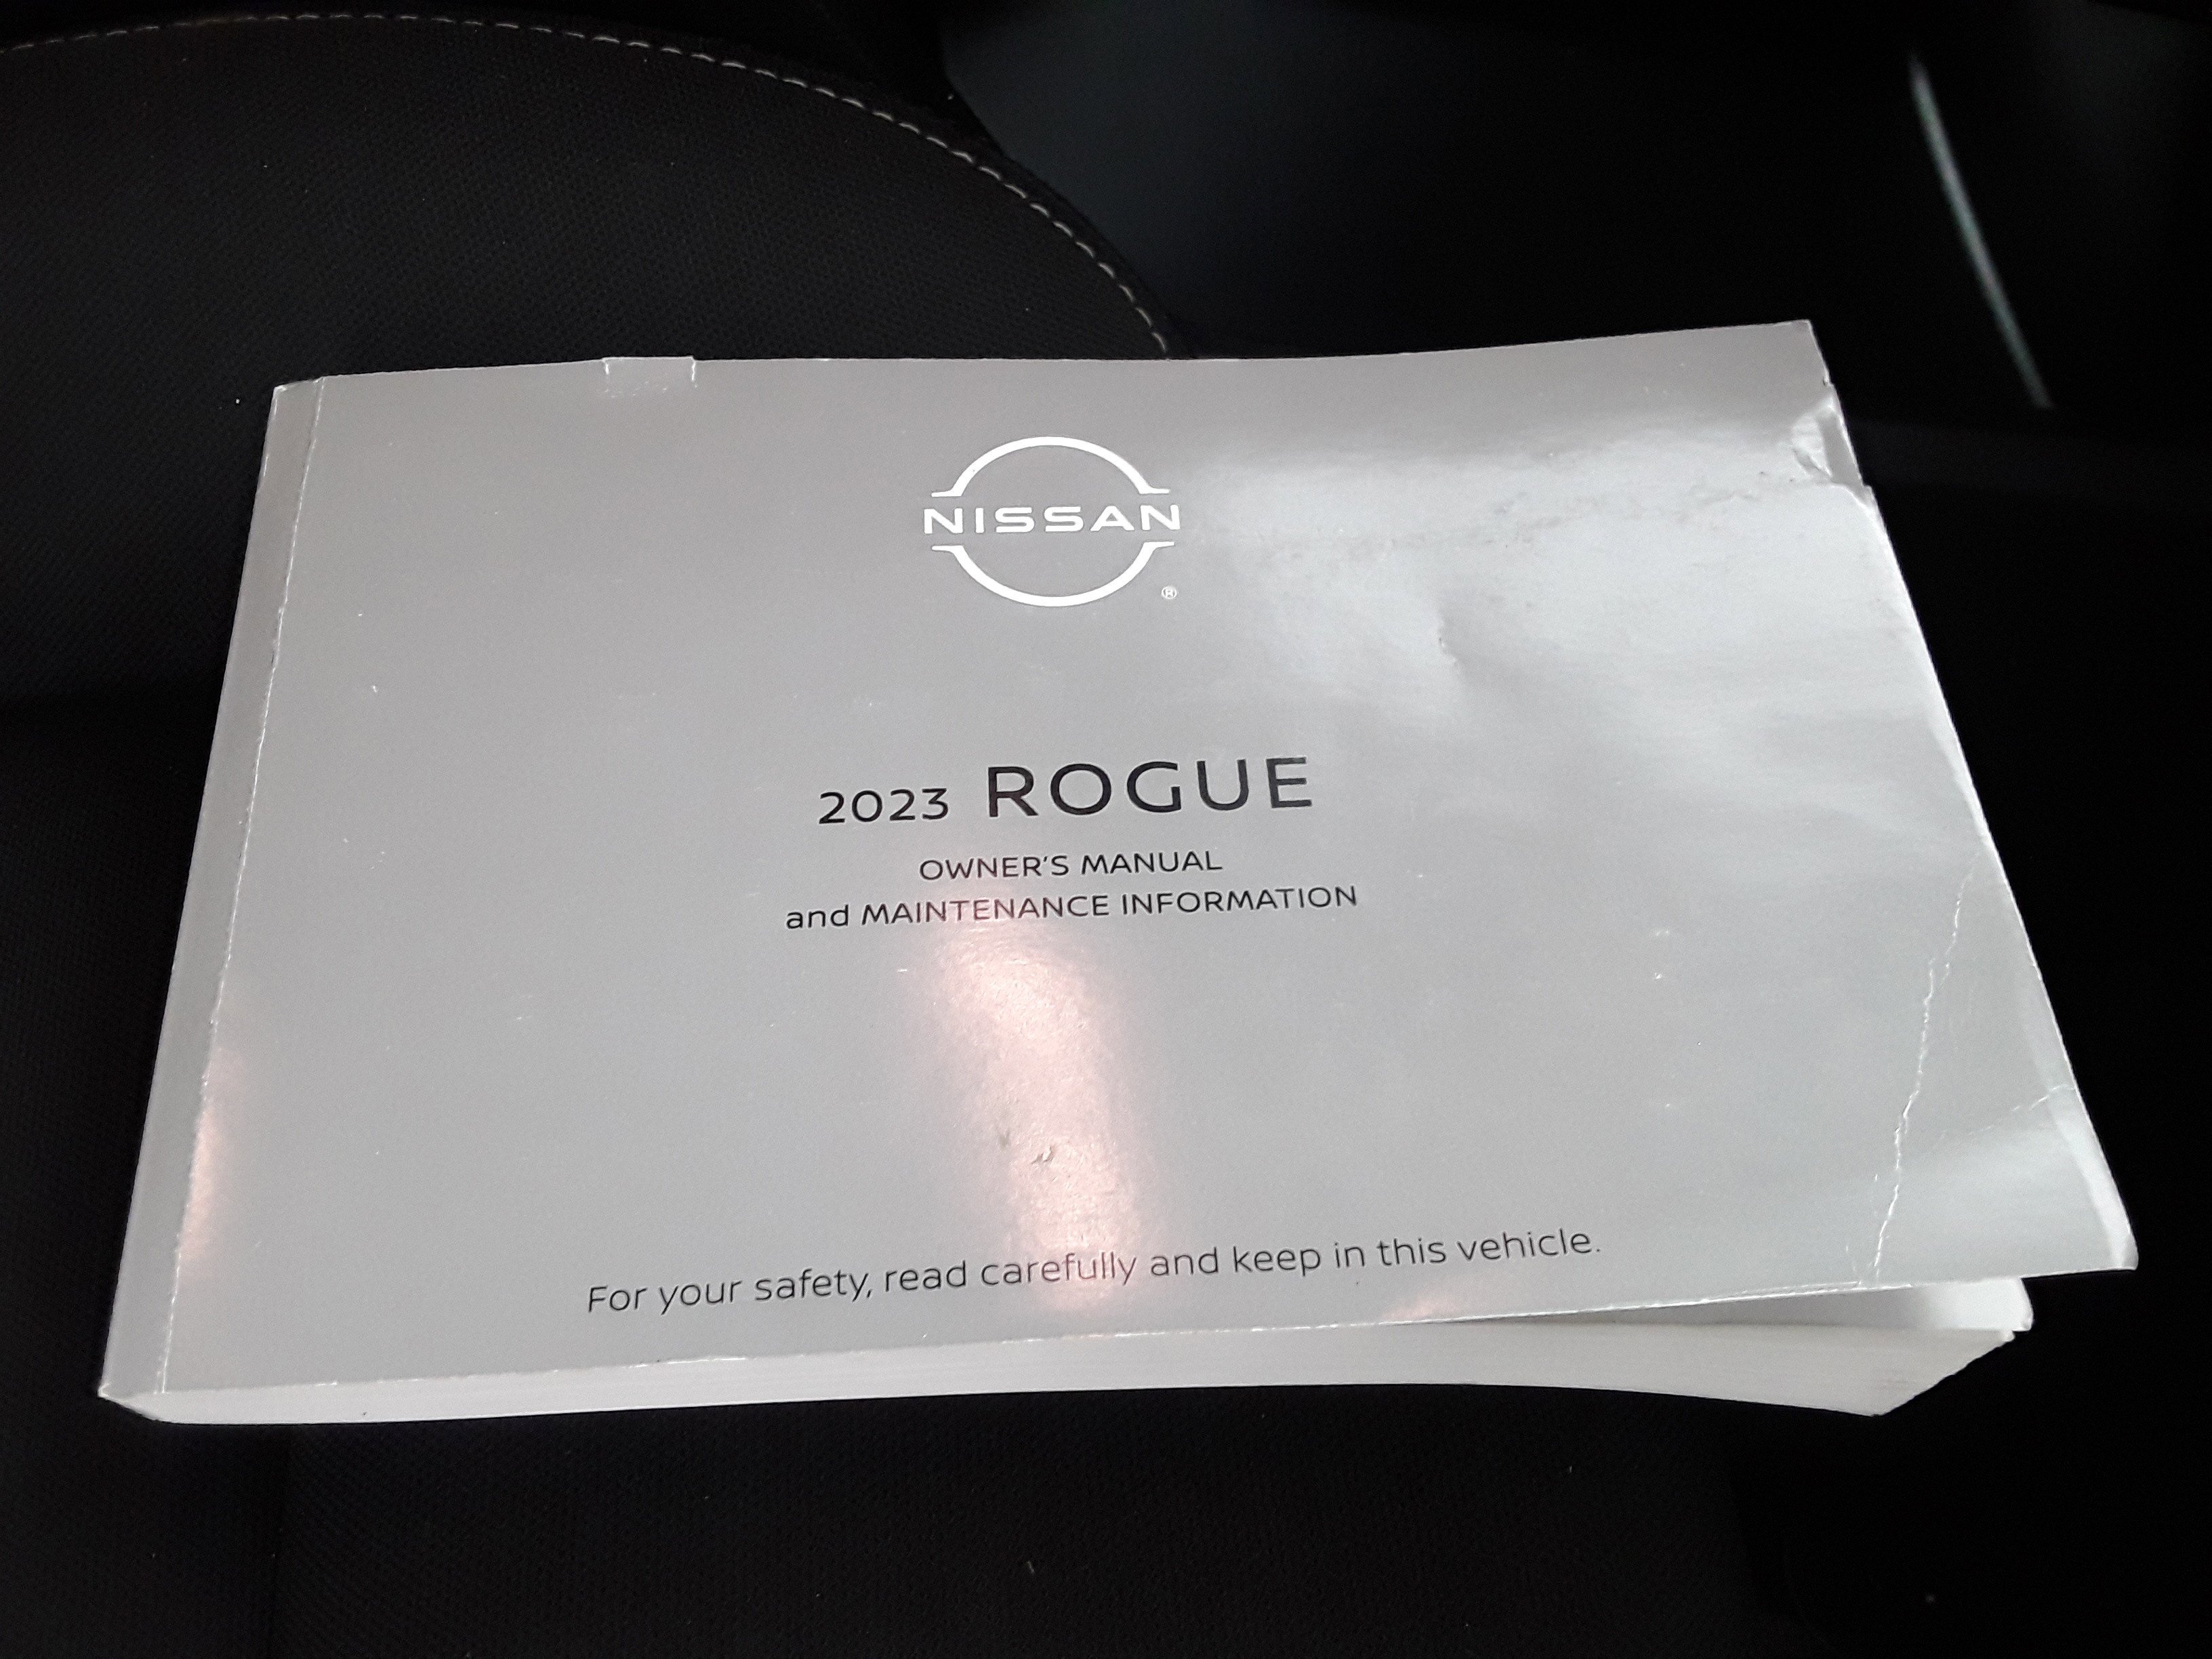 NISSAN
®
2023 ROGUE
OWNER'S MANUAL
and MAINTENANCE INFORMATION
For your safety, read carefully and keep in this vehicle.